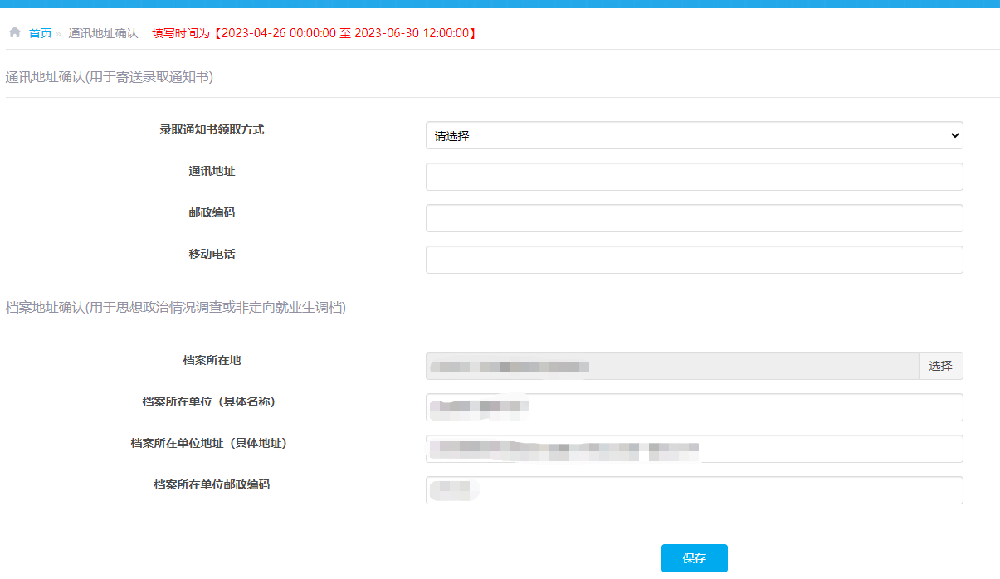 首页 » 通讯地址确认 填写时间为【2023-04-26 00:00:00 至 2023-06-30 12:00:00】
通讯地址确认(用于寄送录取通知书)
录取通知书领取方式 请选择
通讯地址
邮政编码
移动电话
档案地址确认(用于思想政治情况调查或非定向就业生调档)
档案所在地 选择
档案所在单位（具体名称）
档案所在单位地址（具体地址）
档案所在单位邮政编码
保存